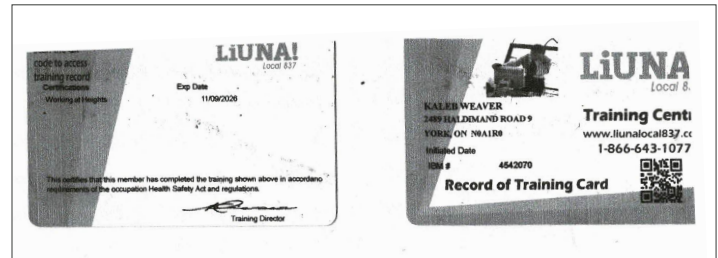 code to access
training record
Certifications
Working at Heights
LiUNA!
Local 837
Exp Date
11/09/2026
This certifies that this member has completed the training shown above in accordanc
requirements of the occupation Health Safety Act and regulations.
Training Director
LiUNA
Local 8
KALEB WEAVER
2489 HALDIMAND ROAD 9
YORK, ON N0A1R0
Initiated Date
IBM # 4542070
Training Cent
www.liunalocal837.cc
1-866-643-1077
Record of Training Card